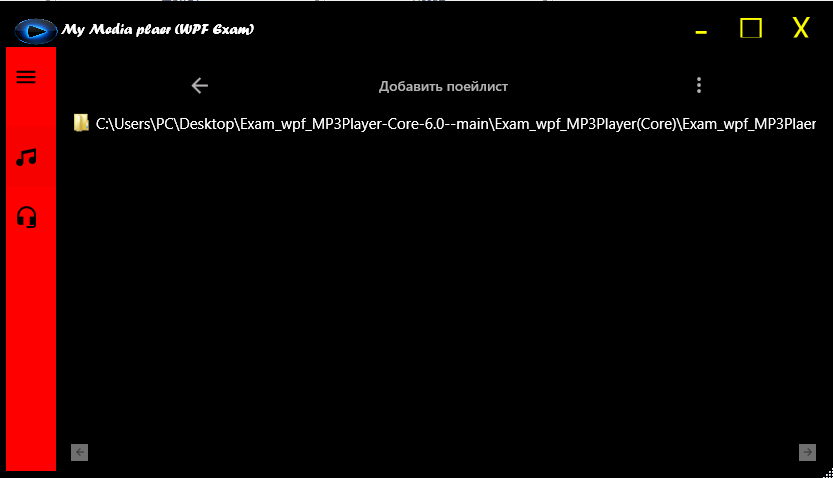 My Media plaer (WPF Exam)
Добавить поейлист
C:\Users\PC\Desktop\Exam_wpf_MP3Player-Core-6.0--main\Exam_wpf_MP3Player(Core)\Exam_wpf_MP3Plaer